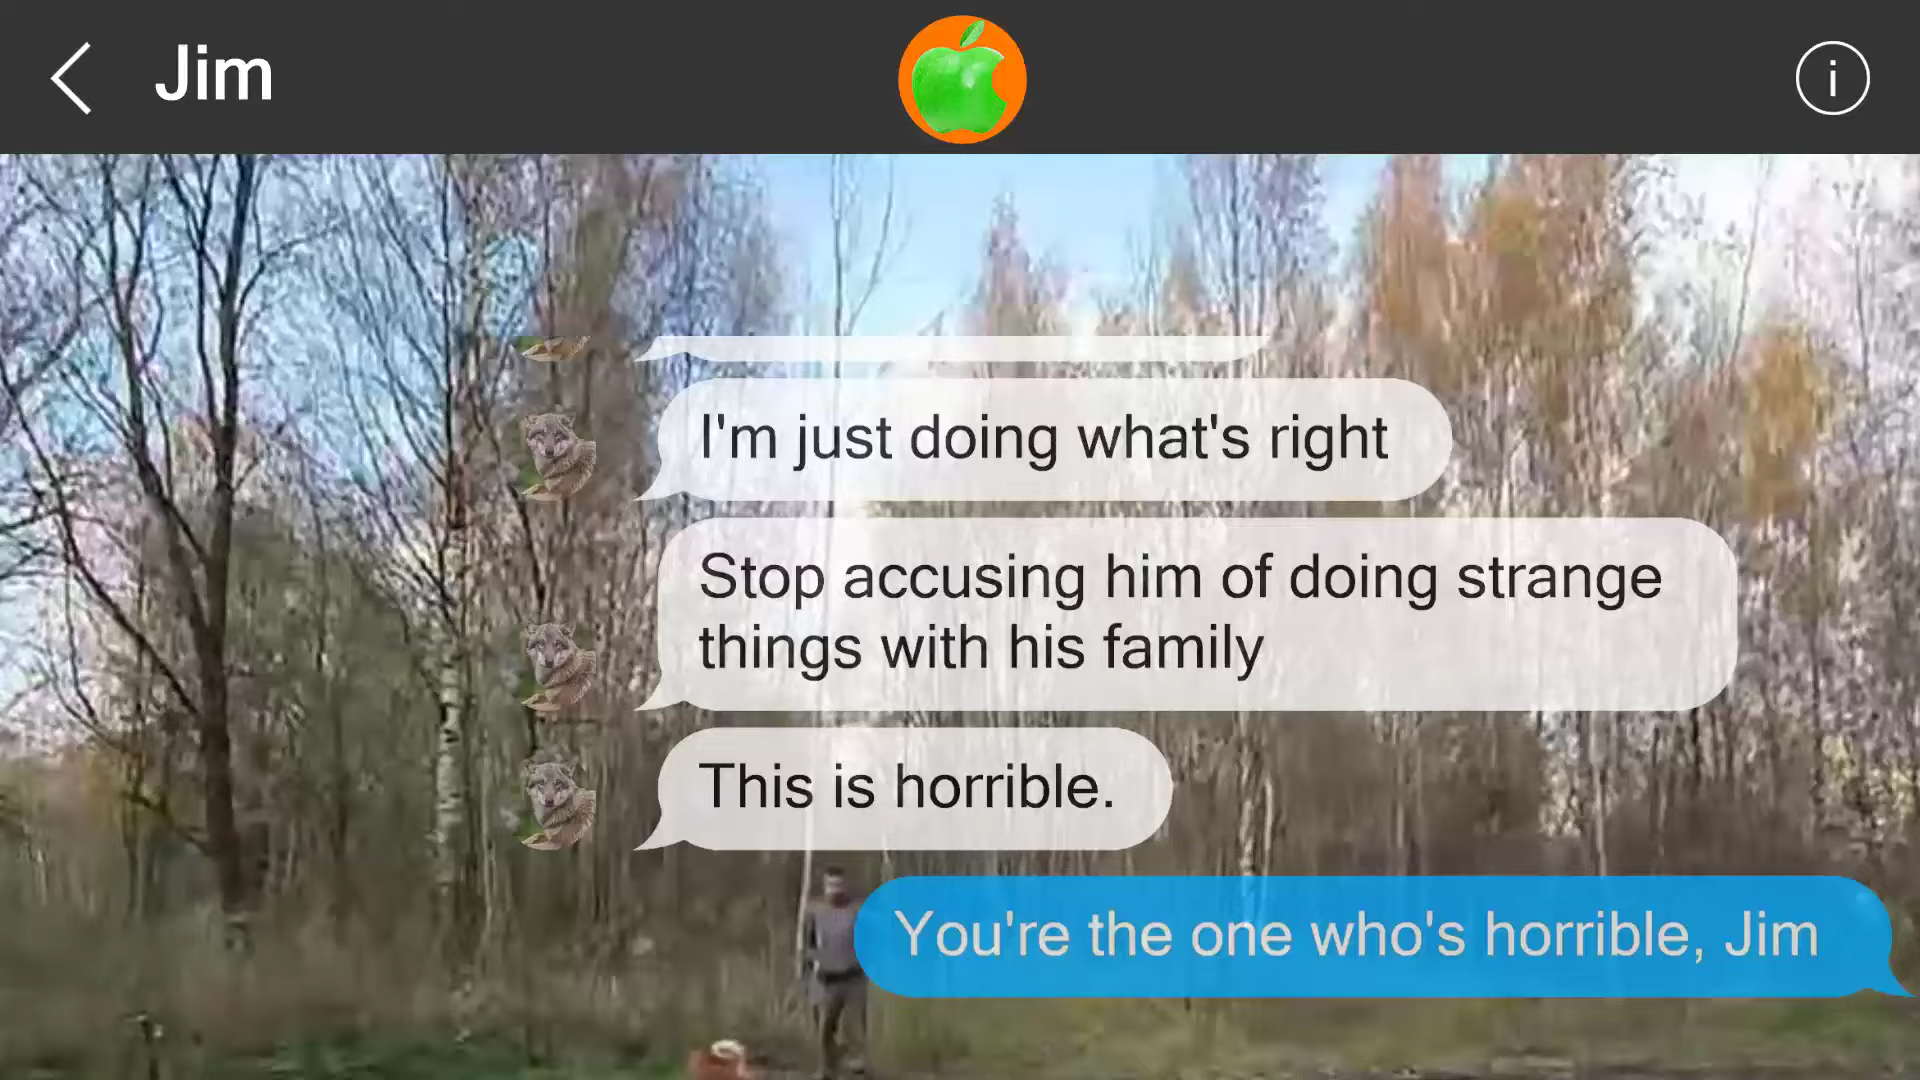 Jim
i
I'm just doing what's right
Stop accusing him of doing strange
things with his family
This is horrible.
You're the one who's horrible, Jim